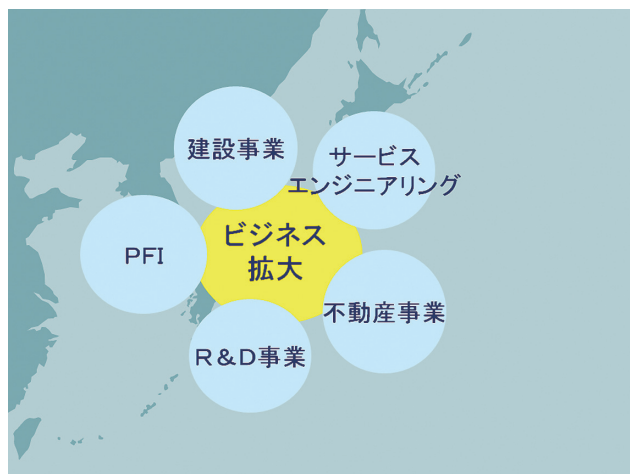 建設事業
サービス
エンジニアリング
PFI
ビジネス
拡大
不動産事業
R&D事業